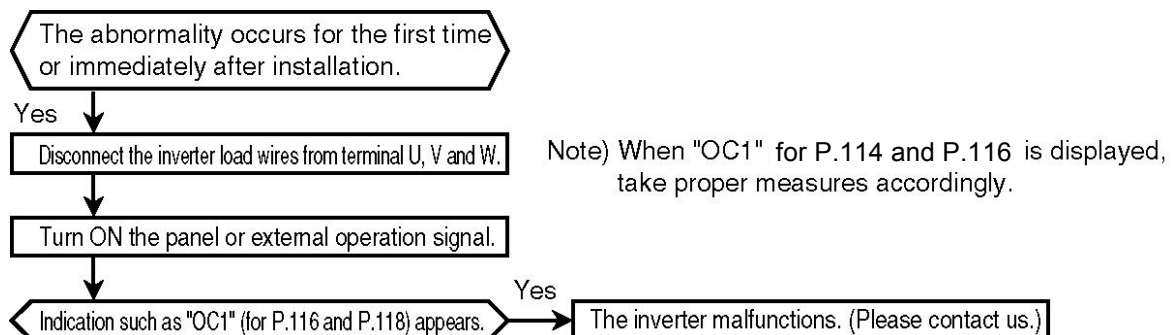 The abnormality occurs for the first time
or immediately after installation.
Yes
Disconnect the inverter load wires from terminal U, V and W.
Note) When "OC1" for P.114 and P.116 is displayed,
take proper measures accordingly.
Turn ON the panel or external operation signal.
Indication such as "OC1" (for P.116 and P.118) appears.
Yes
The inverter malfunctions. (Please contact us.)